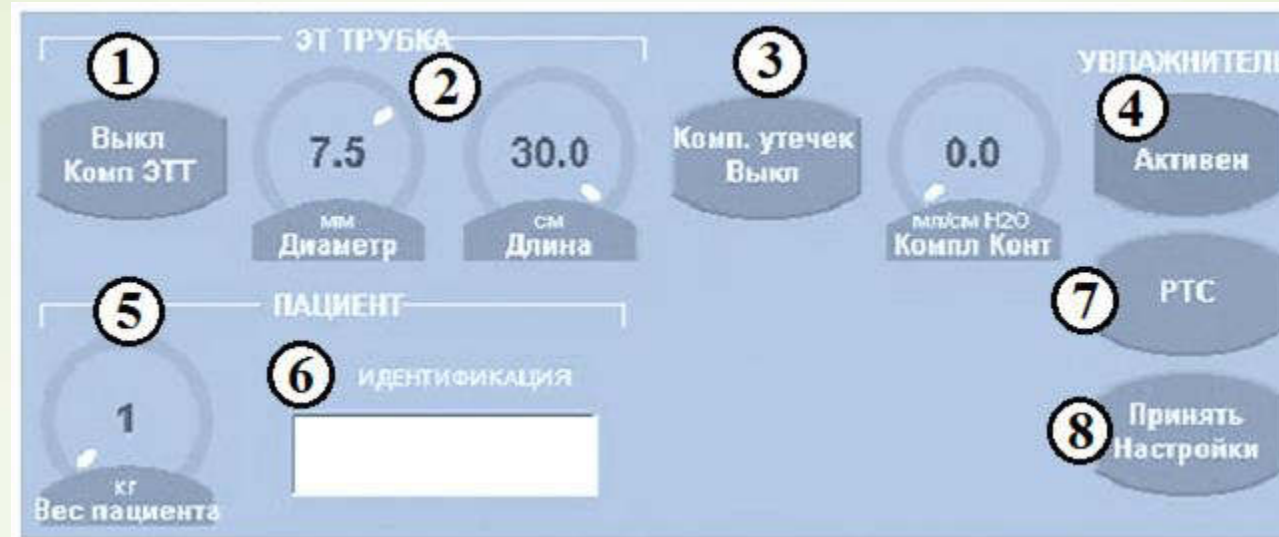 ЭТ ТРУБКА
1
2
3
Выкл
Комп ЭТТ
7.5
мм
Диаметр
30.0
см
Длина
Комп. утечек
Выкл
0.0
мл/см H2O
Компл Конт
УВЛАЖНИТЕЛЬ
4
Активен
5
ПАЦИЕНТ
1
кг
Вес пациента
6
ИДЕНТИФИКАЦИЯ
7
РТС
8
Принять
Настройки